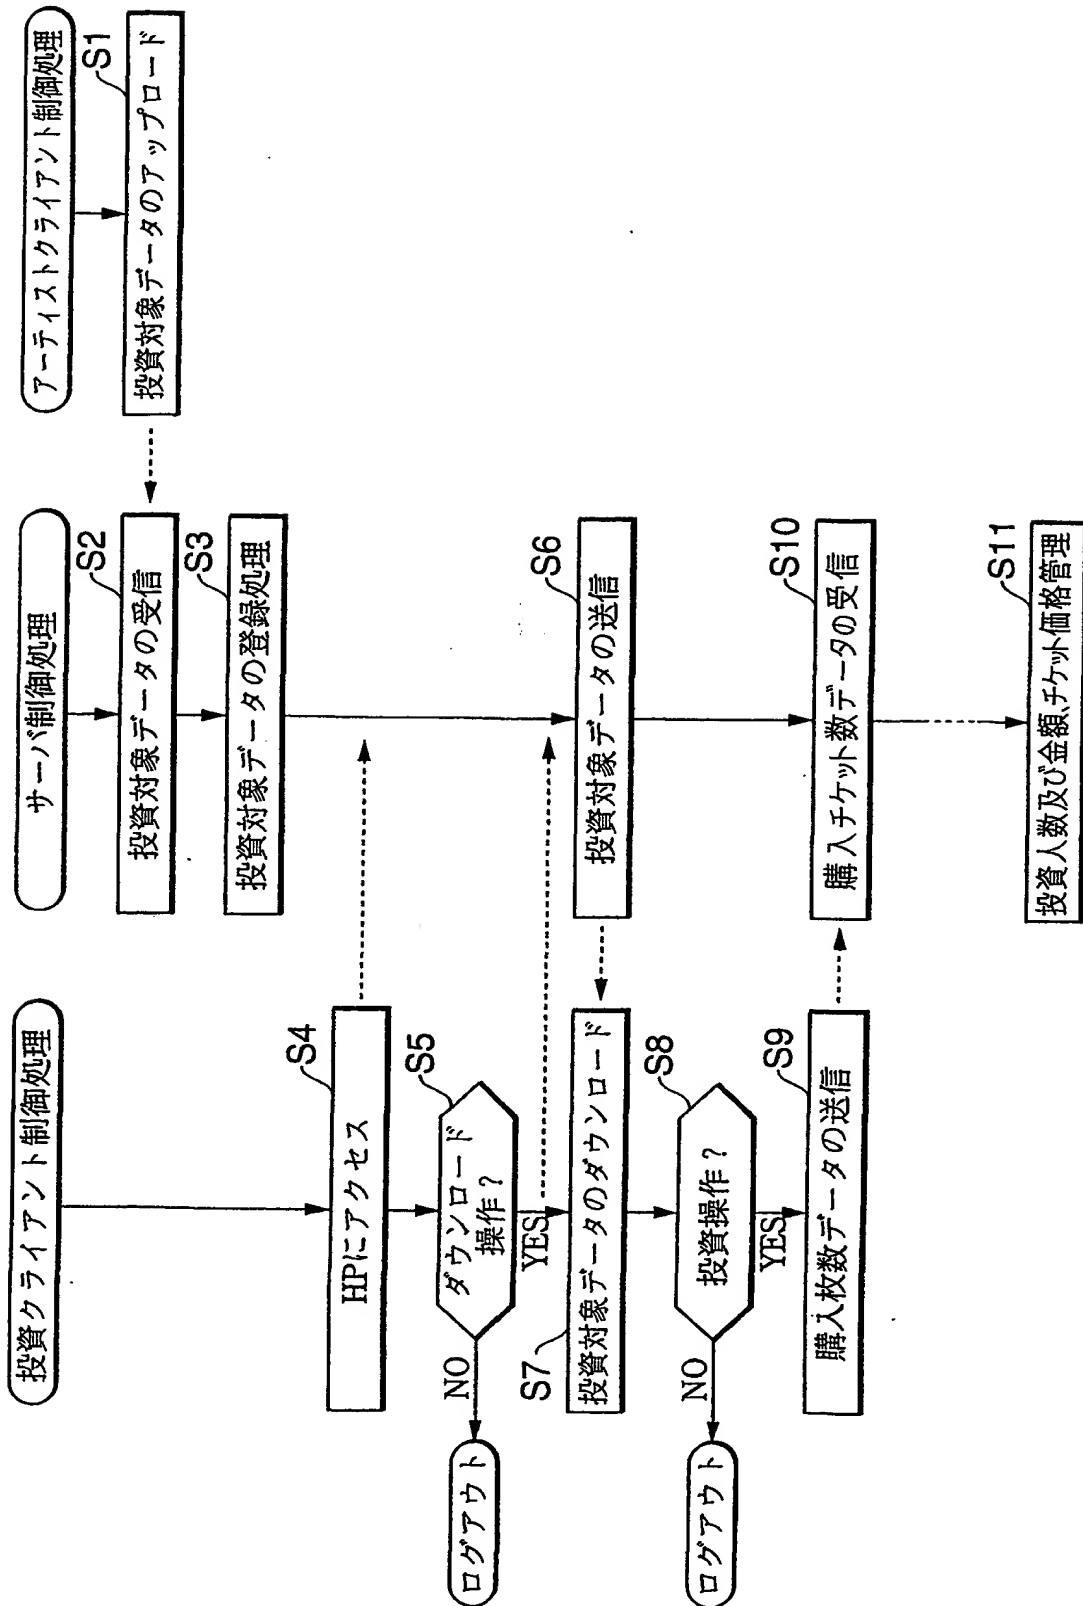 投資クライアント制御処理
サーバ制御処理
アーティストクライアント制御処理
S1
投資対象データのアップロード
S2
投資対象データの受信
S3
投資対象データの登録処理
S4
HPにアクセス
S5
ダウンロード
操作?
NO
ログアウト
YES
S6
投資対象データの送信
S7
投資対象データのダウンロード
S8
投資操作?
NO
ログアウト
YES
S9
購入枚数データの送信
S10
購入チケット数データの受信
S11
投資人数及び金額、チケット価格管理